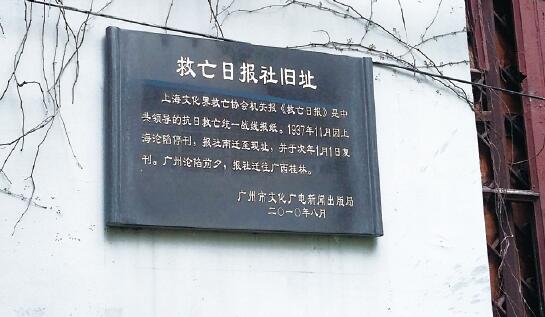 救亡日报社旧址
上海文化界救亡协会机关报《救亡日报》是中
共领导的抗日救亡统一战线报纸。1937年11月因上
海沦陷停刊，报社南迁至现址，并于次年1月1日复
刊。广州沦陷前夕，报社迁往广西桂林。
广州市文化广电新闻出版局
二〇一〇年八月